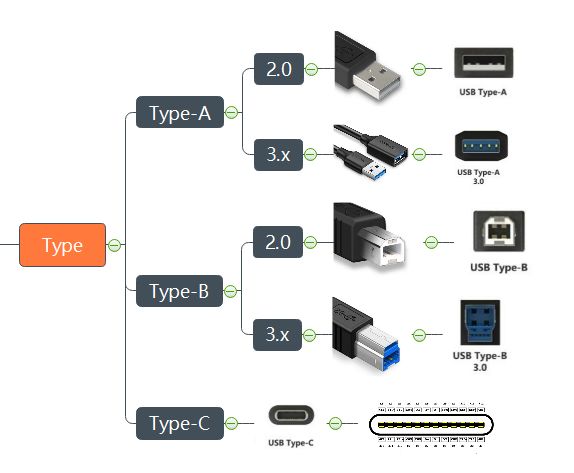 Type
Type-A
2.0
USB Type-A
3.x
USB Type-A
3.0
Type-B
2.0
USB Type-B
3.x
USB Type-B
3.0
Type-C
USB Type-C